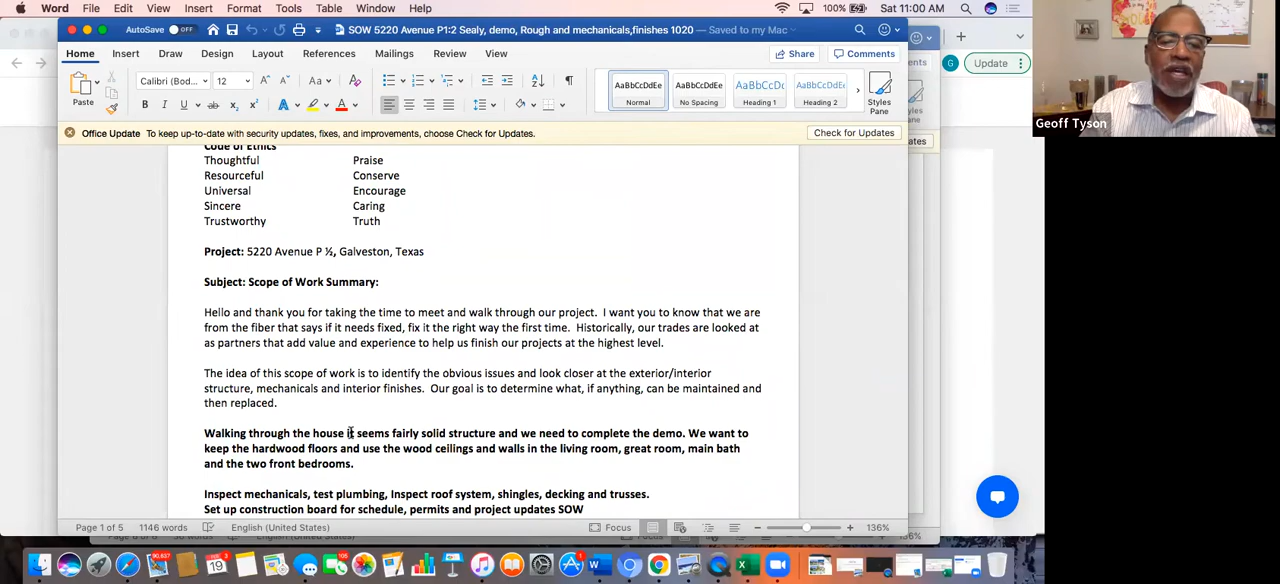 Word File Edit View Insert Format Tools Table Window Help 100% Sat 11:00 AM
AutoSave OFF SOW 5220 Avenue P1:2 Sealy, demo, Rough and mechanicals,finishes 1020 — Saved to my Mac
Home Insert Draw Design Layout References Mailings Review View Share Comments
G Update
Paste Calibri (Bod... 12
AaBbCcDdEe AaBbCcDdEe AaBbCcDc AaBbCcDdEe
Normal No Spacing Heading 1 Heading 2 Styles Pane
Geoff Tyson
Office Update To keep up-to-date with security updates, fixes, and improvements, choose Check for Updates. Check for Updates
Code of Ethics
Thoughtful Praise
Resourceful Conserve
Universal Encourage
Sincere Caring
Trustworthy Truth
Project: 5220 Avenue P ½, Galveston, Texas
Subject: Scope of Work Summary:
Hello and thank you for taking the time to meet and walk through our project. I want you to know that we are
from the fiber that says if it needs fixed, fix it the right way the first time. Historically, our trades are looked at
as partners that add value and experience to help us finish our projects at the highest level.
The idea of this scope of work is to identify the obvious issues and look closer at the exterior/interior
structure, mechanicals and interior finishes. Our goal is to determine what, if anything, can be maintained and
then replaced.
Walking through the house it seems fairly solid structure and we need to complete the demo. We want to
keep the hardwood floors and use the wood ceilings and walls in the living room, great room, main bath
and the two front bedrooms.
Inspect mechanicals, test plumbing, Inspect roof system, shingles, decking and trusses.
Set up construction board for schedule, permits and project updates SOW
Page 1 of 5 1146 words English (United States) Focus 136%